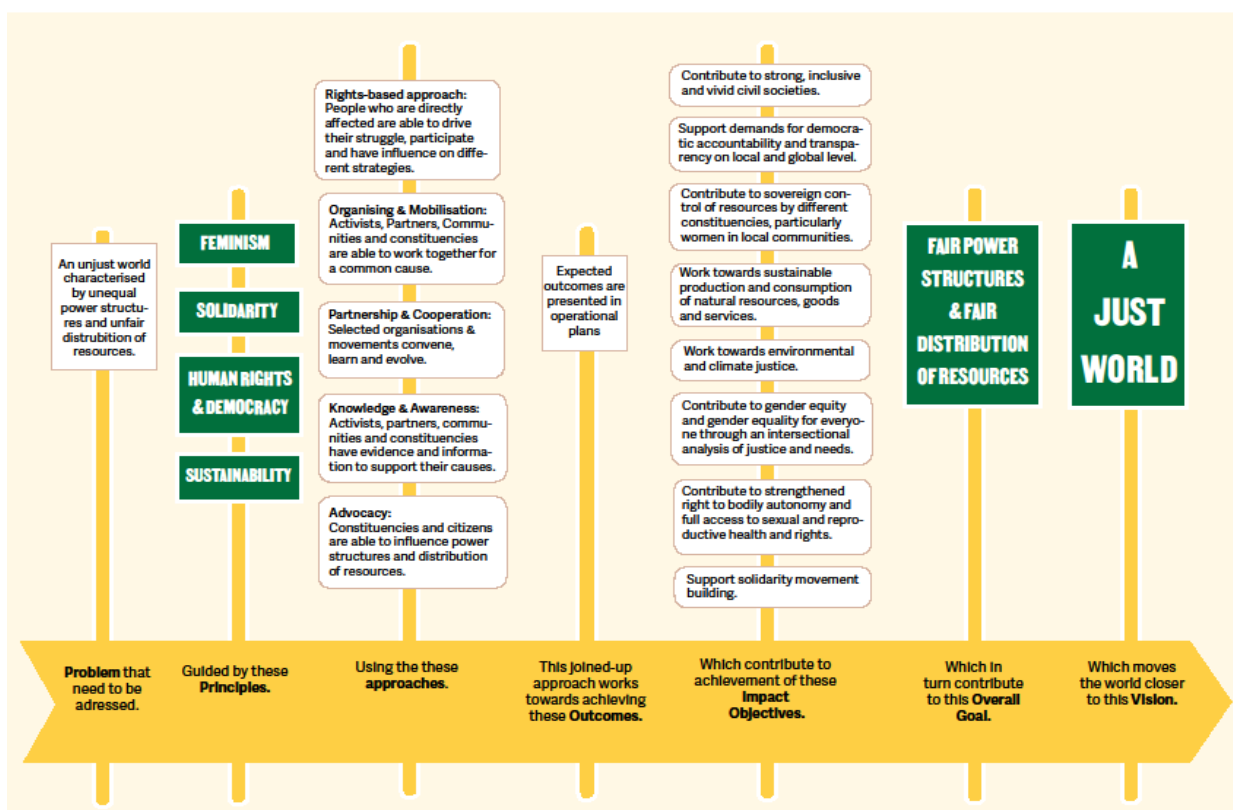 An unjust world
characterised
by unequal
power structu-
res and unfair
distrubition of
resources.
FEMINISM
SOLIDARITY
HUMAN RIGHTS
& DEMOCRACY
SUSTAINABILITY
Rights-based approach:
People who are directly
affected are able to drive
their struggle, participate
and have influence on diffe-
rent strategies.
Organising & Mobilisation:
Activists, Partners, Commu-
nities and constituencies
are able to work together for
a common cause.
Partnership & Cooperation:
Selected organisations &
movements convene,
learn and evolve.
Knowledge & Awareness:
Activists, partners, commu-
nities and constituencies
have evidence and informa-
tion to support their causes.
Advocacy:
Constituencies and citizens
are able to influence power
structures and distribution
of resources.
Expected
outcomes are
presented in
operational
plans
Contribute to strong, inclusive
and vivid civil societies.
Support demands for democra-
tic accountability and transpa-
rency on local and global level.
Contribute to sovereign con-
trol of resources by different
constituencies, particularly
women in local communities.
Work towards sustainable
production and consumption
of natural resources, goods
and services.
Work towards environmental
and climate justice.
Contribute to gender equity
and gender equality for everyo-
ne through an intersectional
analysis of justice and needs.
Contribute to strengthened
right to bodily autonomy and
full access to sexual and repro-
ductive health and rights.
Support solidarity movement
building.
FAIR POWER
STRUCTURES
& FAIR
DISTRIBUTION
OF RESOURCES
A
JUST
WORLD
Problem that
need to be
adressed.
Guided by these
Principles.
Using the these
approaches.
This joined-up
approach works
towards achieving
these Outcomes.
Which contribute to
achievement of these
Impact
Objectives.
Which in
turn contribute
to this Overall
Goal.
Which moves
the world closer
to this Vision.